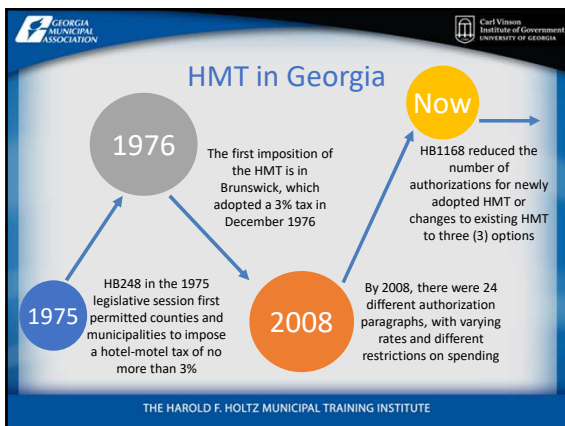 GEORGIA
MUNICIPAL
ASSOCIATION
Carl Vinson
Institute of Government
UNIVERSITY OF GEORGIA
HMT in Georgia
1975
HB248 in the 1975
legislative session first
permitted counties and
municipalities to impose
a hotel-motel tax of no
more than 3%
1976
The first imposition of
the HMT is in
Brunswick, which
adopted a 3% tax in
December 1976
2008
By 2008, there were 24
different authorization
paragraphs, with varying
rates and different
restrictions on spending
Now
HB1168 reduced the
number of
authorizations for newly
adopted HMT or
changes to existing HMT
to three (3) options
THE HAROLD F. HOLTZ MUNICIPAL TRAINING INSTITUTE